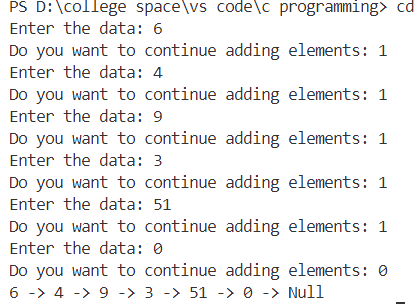 PS D:\college space\vs code\c programming> cd
Enter the data: 6
Do you want to continue adding elements: 1
Enter the data: 4
Do you want to continue adding elements: 1
Enter the data: 9
Do you want to continue adding elements: 1
Enter the data: 3
Do you want to continue adding elements: 1
Enter the data: 51
Do you want to continue adding elements: 1
Enter the data: 0
Do you want to continue adding elements: 0
6 -> 4 -> 9 -> 3 -> 51 -> 0 -> Null